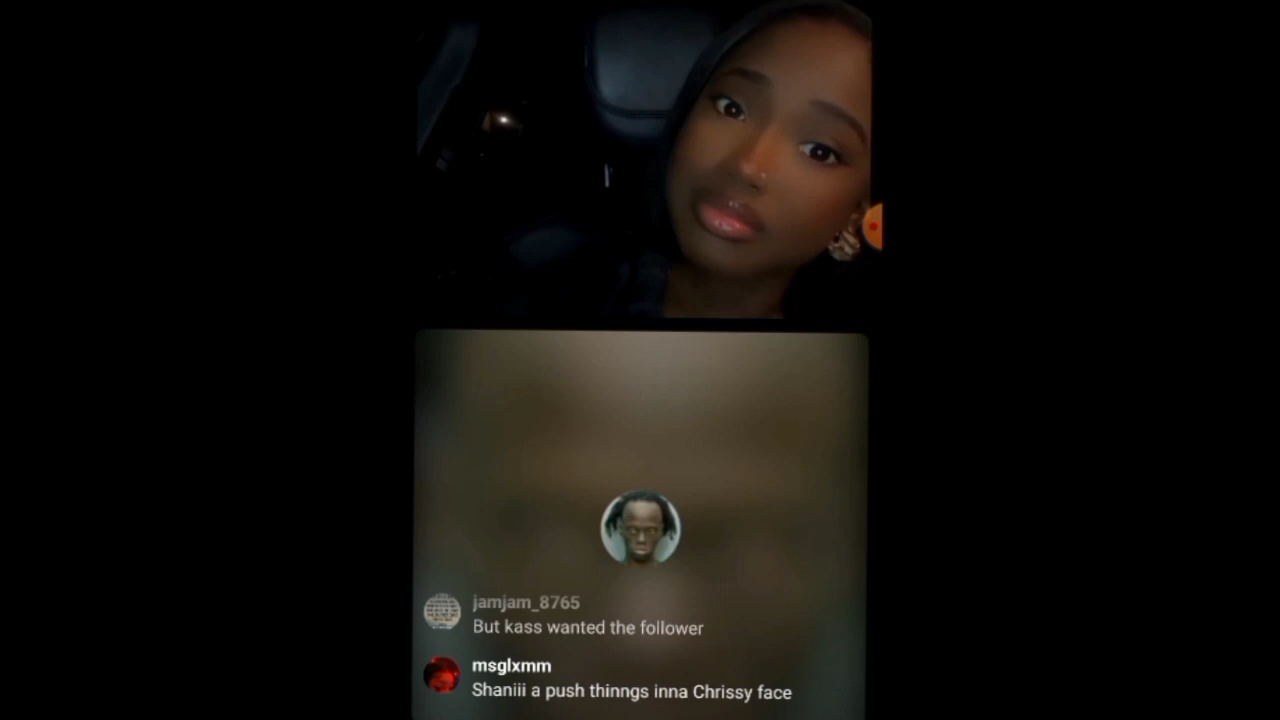 jamjam_8765
But kass wanted the follower
msglxmm
Shaniii a push thinngs inna Chrissy face